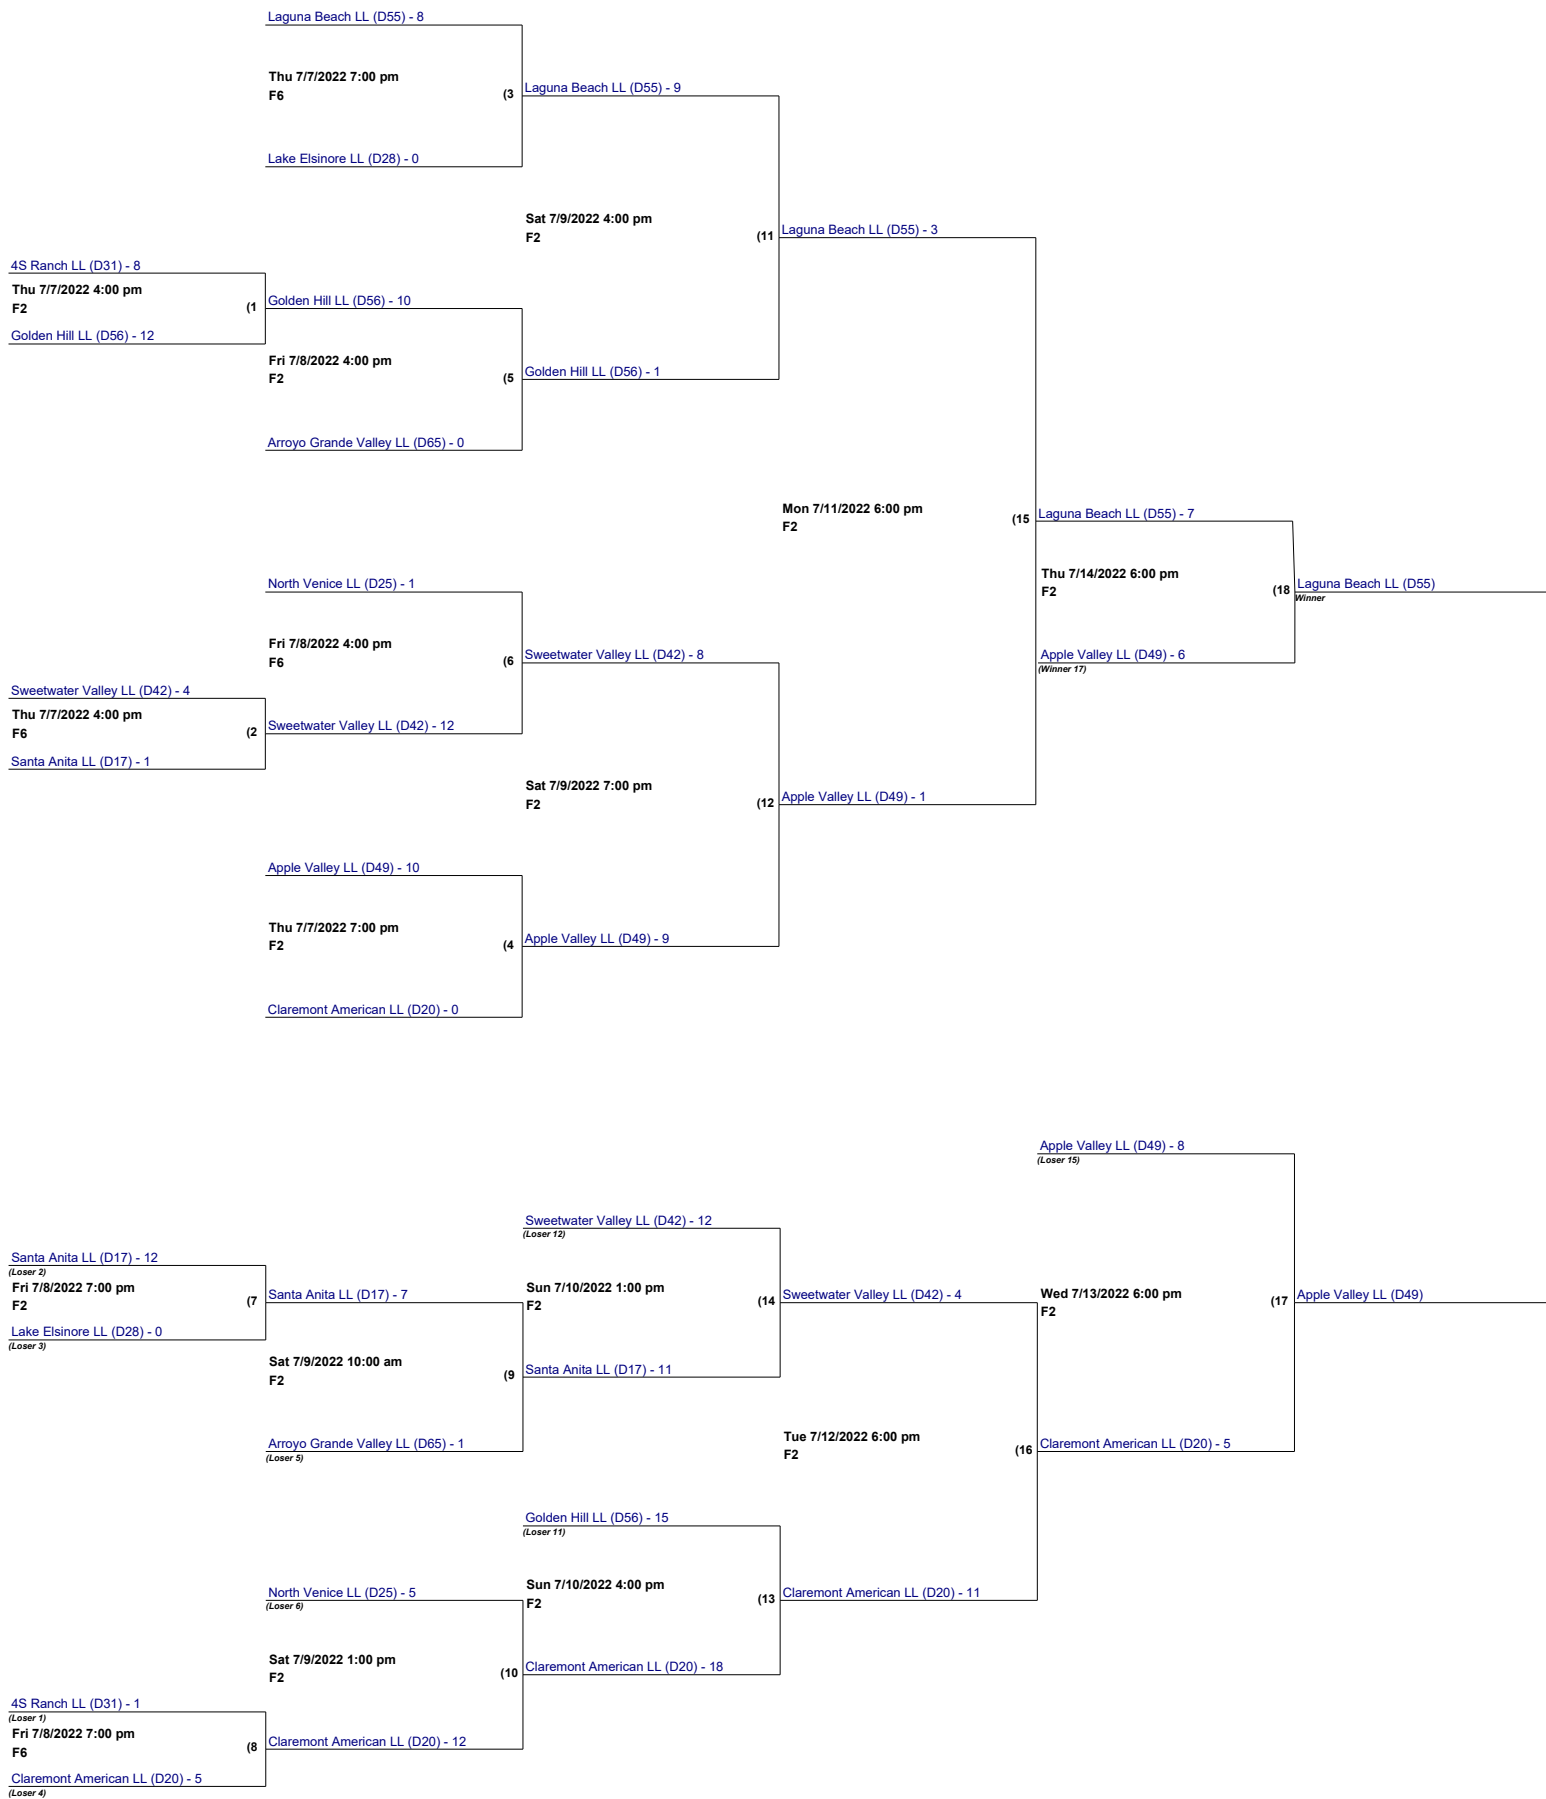 Laguna Beach LL (D55) - 8
Thu 7/7/2022 7:00 pm
F6
(3
Laguna Beach LL (D55) - 9
Lake Elsinore LL (D28) - 0
Sat 7/9/2022 4:00 pm
F2
(11
Laguna Beach LL (D55) - 3
4S Ranch LL (D31) - 8
Thu 7/7/2022 4:00 pm
F2
(1
Golden Hill LL (D56) - 10
Golden Hill LL (D56) - 12
Fri 7/8/2022 4:00 pm
F2
(5
Golden Hill LL (D56) - 1
Arroyo Grande Valley LL (D65) - 0
Mon 7/11/2022 6:00 pm
F2
(15
Laguna Beach LL (D55) - 7
Thu 7/14/2022 6:00 pm
F2
(18
Laguna Beach LL (D55)
Winner
North Venice LL (D25) - 1
Fri 7/8/2022 4:00 pm
F6
(6
Sweetwater Valley LL (D42) - 8
Apple Valley LL (D49) - 6
(Winner 17)
Sweetwater Valley LL (D42) - 4
Thu 7/7/2022 4:00 pm
F6
(2
Sweetwater Valley LL (D42) - 12
Santa Anita LL (D17) - 1
Sat 7/9/2022 7:00 pm
F2
(12
Apple Valley LL (D49) - 1
Apple Valley LL (D49) - 10
Thu 7/7/2022 7:00 pm
F2
(4
Apple Valley LL (D49) - 9
Claremont American LL (D20) - 0
Apple Valley LL (D49) - 8
(Loser 15)
Sweetwater Valley LL (D42) - 12
(Loser 12)
Santa Anita LL (D17) - 12
(Loser 2)
Fri 7/8/2022 7:00 pm
F2
(7
Santa Anita LL (D17) - 7
Sun 7/10/2022 1:00 pm
F2
(14
Sweetwater Valley LL (D42) - 4
Wed 7/13/2022 6:00 pm
F2
(17
Apple Valley LL (D49)
Lake Elsinore LL (D28) - 0
(Loser 3)
Sat 7/9/2022 10:00 am
F2
(9
Santa Anita LL (D17) - 11
Arroyo Grande Valley LL (D65) - 1
(Loser 5)
Tue 7/12/2022 6:00 pm
F2
(16
Claremont American LL (D20) - 5
Golden Hill LL (D56) - 15
(Loser 11)
North Venice LL (D25) - 5
(Loser 6)
Sun 7/10/2022 4:00 pm
F2
(13
Claremont American LL (D20) - 11
Sat 7/9/2022 1:00 pm
F2
(10
Claremont American LL (D20) - 18
4S Ranch LL (D31) - 1
(Loser 1)
Fri 7/8/2022 7:00 pm
F6
(8
Claremont American LL (D20) - 12
Claremont American LL (D20) - 5
(Loser 4)